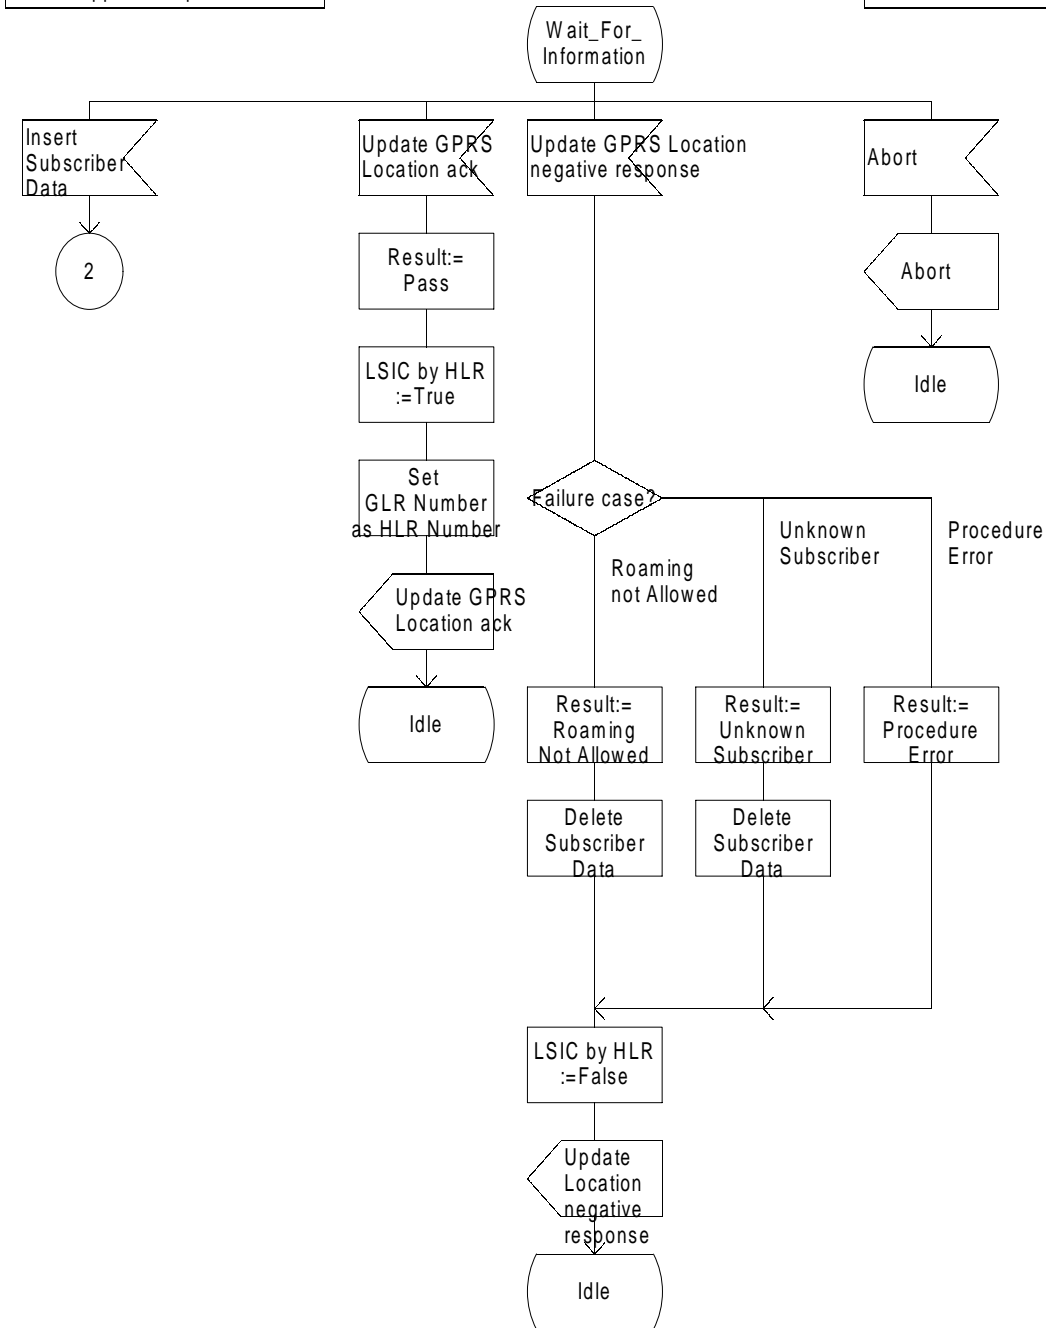 Wait_For_
Information
Insert
Subscriber
Data
Update GPRS
Location ack
Update GPRS Location
negative response
Abort
2
Result:=
Pass
Abort
LSIC by HLR
:=True
Idle
Set
GLR Number
as HLR Number
Failure case?
Unknown
Subscriber
Procedure
Error
Roaming
not Allowed
Update GPRS
Location ack
Idle
Result:=
Roaming
Not Allowed
Result:=
Unknown
Subscriber
Result:=
Procedure
Error
Delete
Subscriber
Data
Delete
Subscriber
Data
LSIC by HLR
:=False
Update
Location
negative
response
Idle